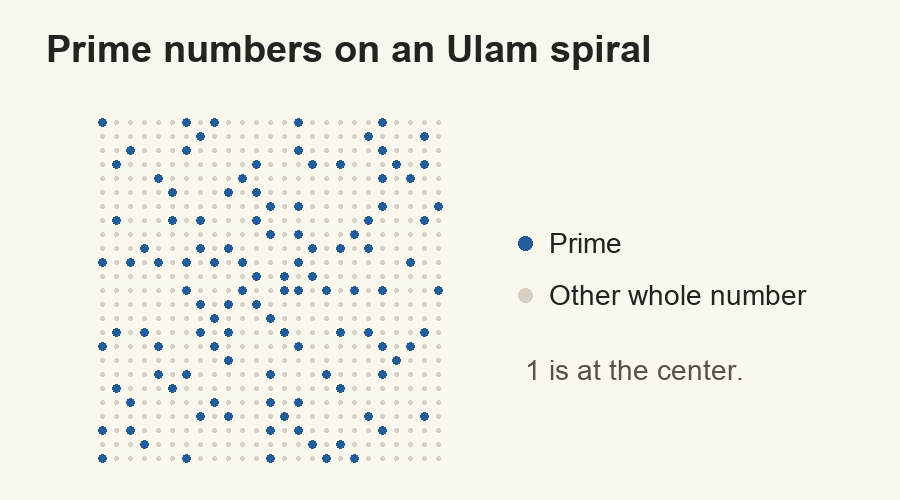 Prime numbers on an Ulam spiral
Prime
Other whole number
1 is at the center.